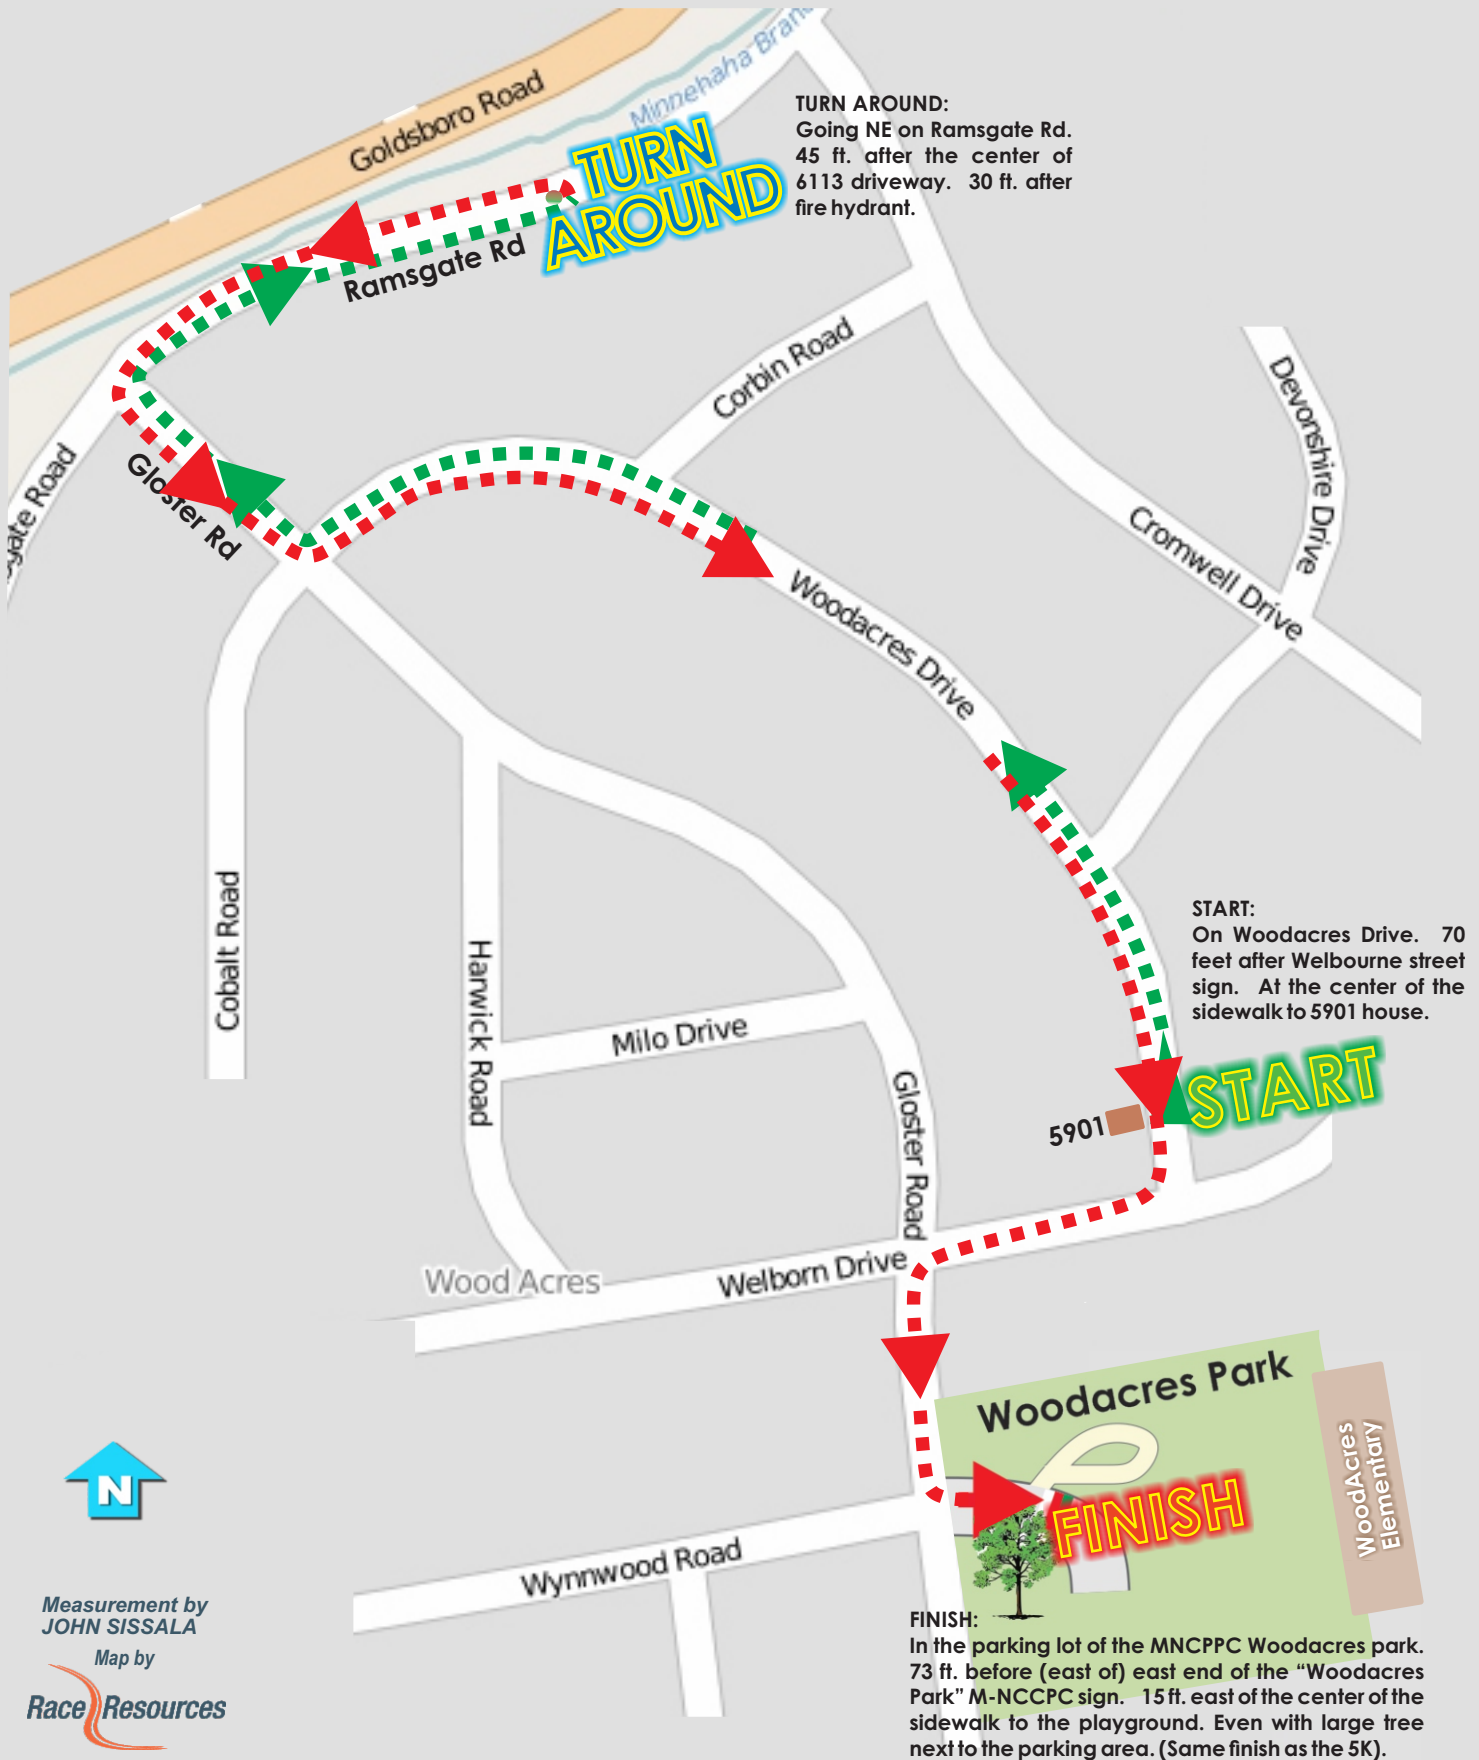 Goldsboro Road
Minnehaha Bran
TURN AROUND:
Going NE on Ramsgate Rd.
45 ft. after the center of
6113 driveway. 30 ft. after
fire hydrant.
TURN
AROUND
Ramsgate Rd
Corbin Road
Devonshire Drive
sgate Road
Gloster Rd
Cromwell Drive
Woodacres Drive
START:
On Woodacres Drive. 70
feet after Welbourne street
sign. At the center of the
sidewalk to 5901 house.
Cobalt Road
Harwick Road
Milo Drive
START
5901
Gloster Road
Wood Acres
Welborn Drive
Woodacres Park
WoodAcres
Elementary
N
FINISH
Wynnwood Road
Measurement by
JOHN SISSALA
Map by
Race Resources
FINISH:
In the parking lot of the MNCPPC Woodacres park.
73 ft. before (east of) east end of the “Woodacres
Park” M-NCCPC sign. 15 ft. east of the center of the
sidewalk to the playground. Even with large tree
next to the parking area. (Same finish as the 5K).